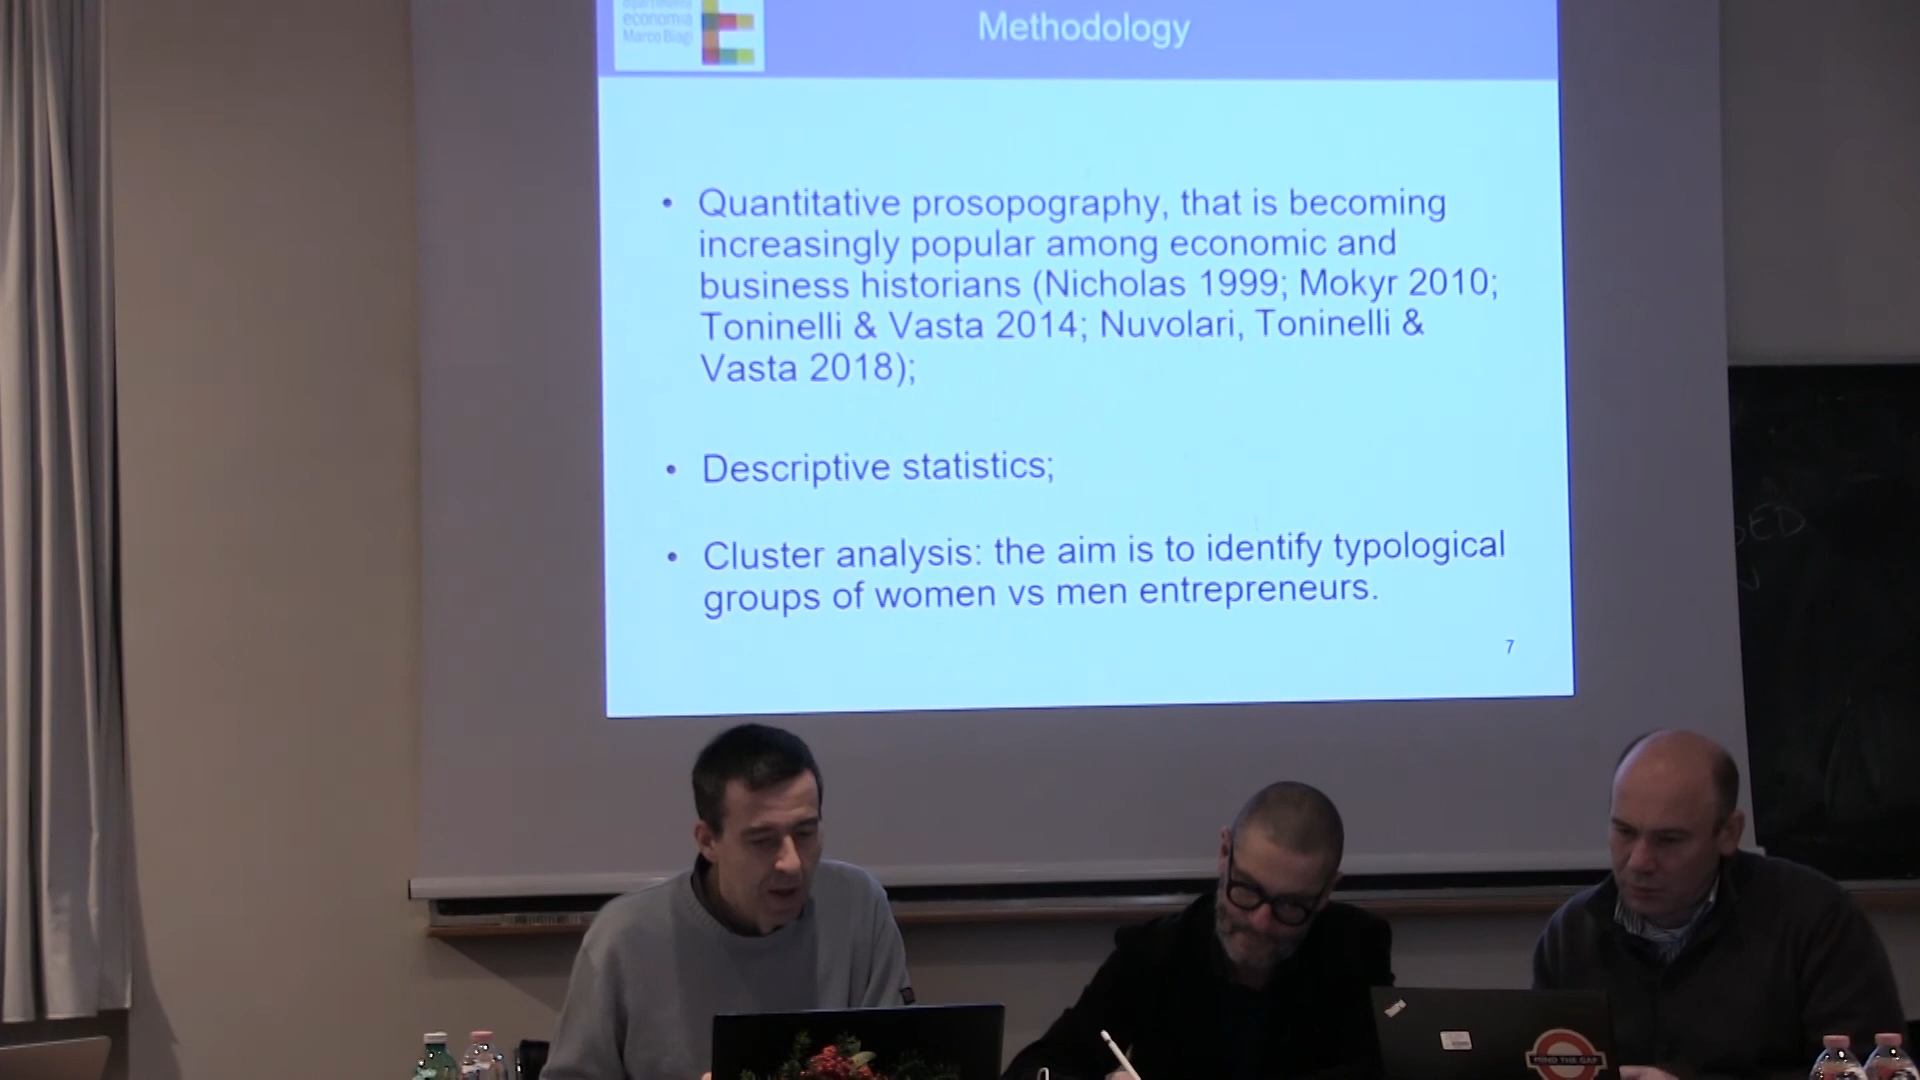 dipartimento
economia
Marco Biagi
Methodology
• Quantitative prosopography, that is becoming
increasingly popular among economic and
business historians (Nicholas 1999; Mokyr 2010;
Toninelli & Vasta 2014; Nuvolari, Toninelli &
Vasta 2018);
• Descriptive statistics;
• Cluster analysis: the aim is to identify typological
groups of women vs men entrepreneurs.
7
MIND THE GAP